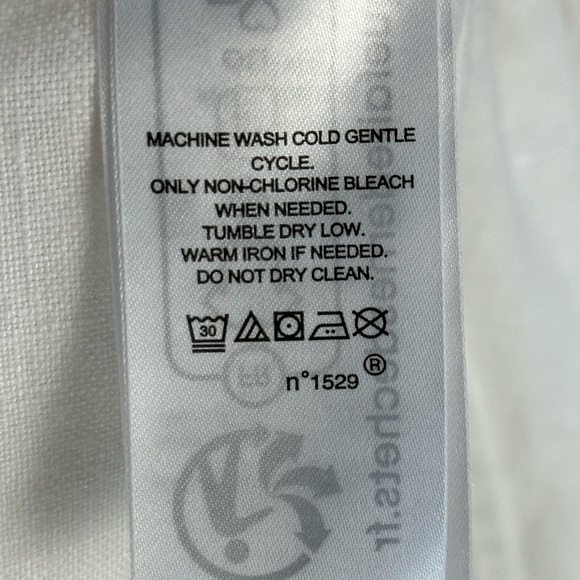 MACHINE WASH COLD GENTLE
CYCLE.
ONLY NON-CHLORINE BLEACH
WHEN NEEDED.
TUMBLE DRY LOW.
WARM IRON IF NEEDED.
DO NOT DRY CLEAN.
30
n°1529 ®
FR